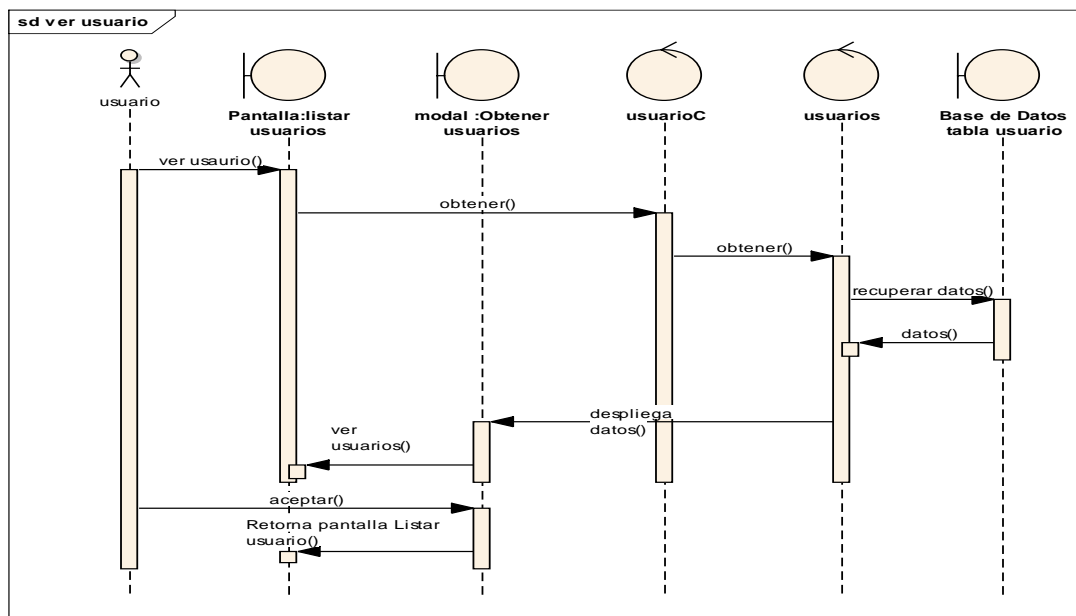 sd ver usuario
usuario
Pantalla:listar
usuarios
modal :Obtener
usuarios
usuarioC
usuarios
Base de Datos
tabla usuario
ver usaurio()
obtener()
obtener()
recuperar datos()
datos()
despliega
datos()
ver
usuarios()
aceptar()
Retorna pantalla Listar
usuario()